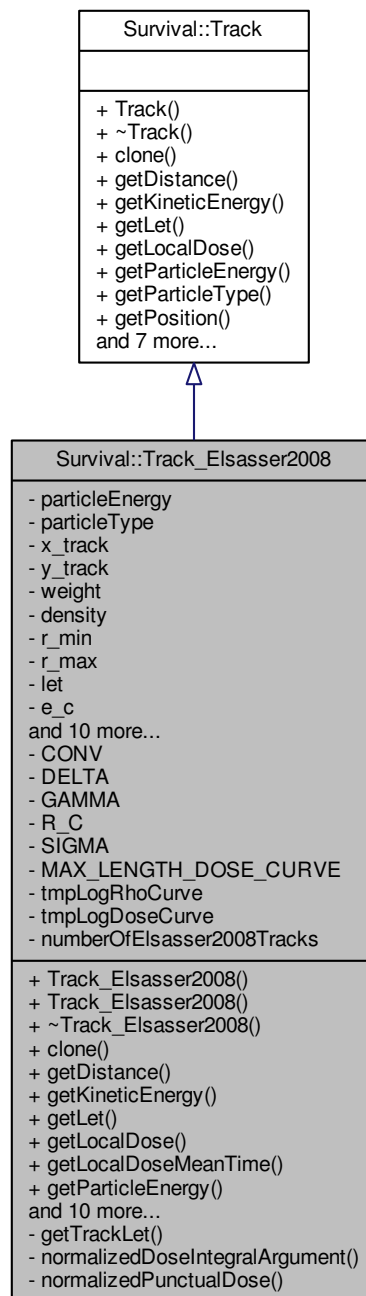 Survival::Track
+ Track()
+ ~Track()
+ clone()
+ getDistance()
+ getKineticEnergy()
+ getLet()
+ getLocalDose()
+ getParticleEnergy()
+ getParticleType()
+ getPosition()
and 7 more...
Survival::Track_Elsasser2008
- particleEnergy
- particleType
- x_track
- y_track
- weight
- density
- r_min
- r_max
- let
- e_c
and 10 more...
- CONV
- DELTA
- GAMMA
- R_C
- SIGMA
- MAX_LENGTH_DOSE_CURVE
- tmpLogRhoCurve
- tmpLogDoseCurve
- numberOfElsasser2008Tracks
+ Track_Elsasser2008()
+ Track_Elsasser2008()
+ ~Track_Elsasser2008()
+ clone()
+ getDistance()
+ getKineticEnergy()
+ getLet()
+ getLocalDose()
+ getLocalDoseMeanTime()
+ getParticleEnergy()
and 10 more...
- getTrackLet()
- normalizedDoseIntegralArgument()
- normalizedPunctualDose()